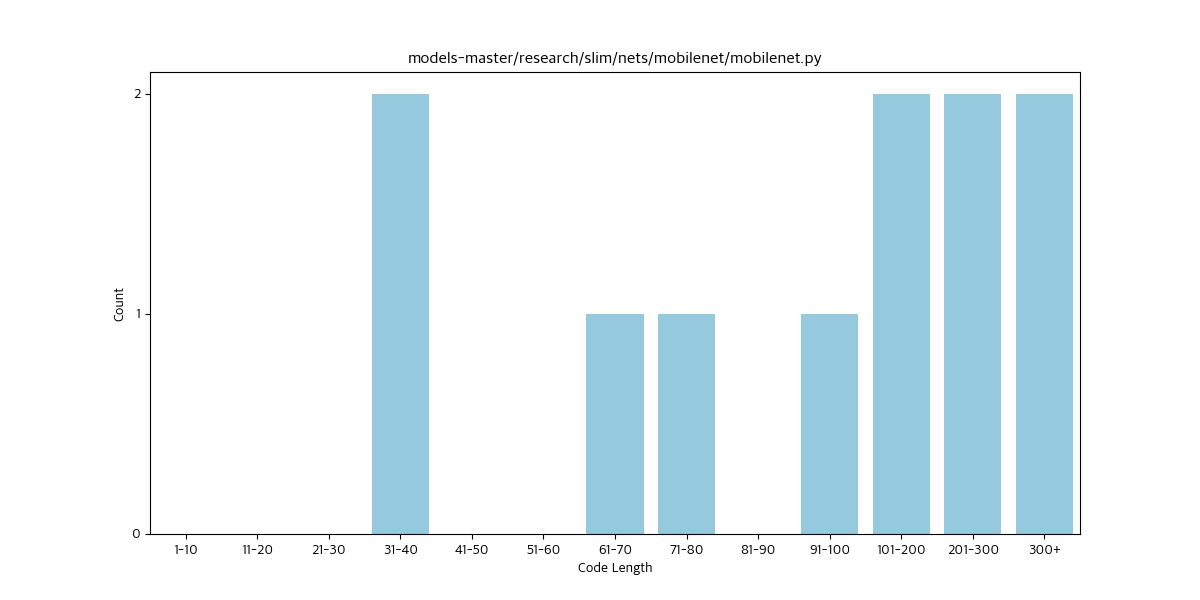 models-master/research/slim/nets/mobilenet/mobilenet.py
2
1
0
Count
1-10 11-20 21-30 31-40 41-50 51-60 61-70 71-80 81-90 91-100 101-200 201-300 300+
Code Length